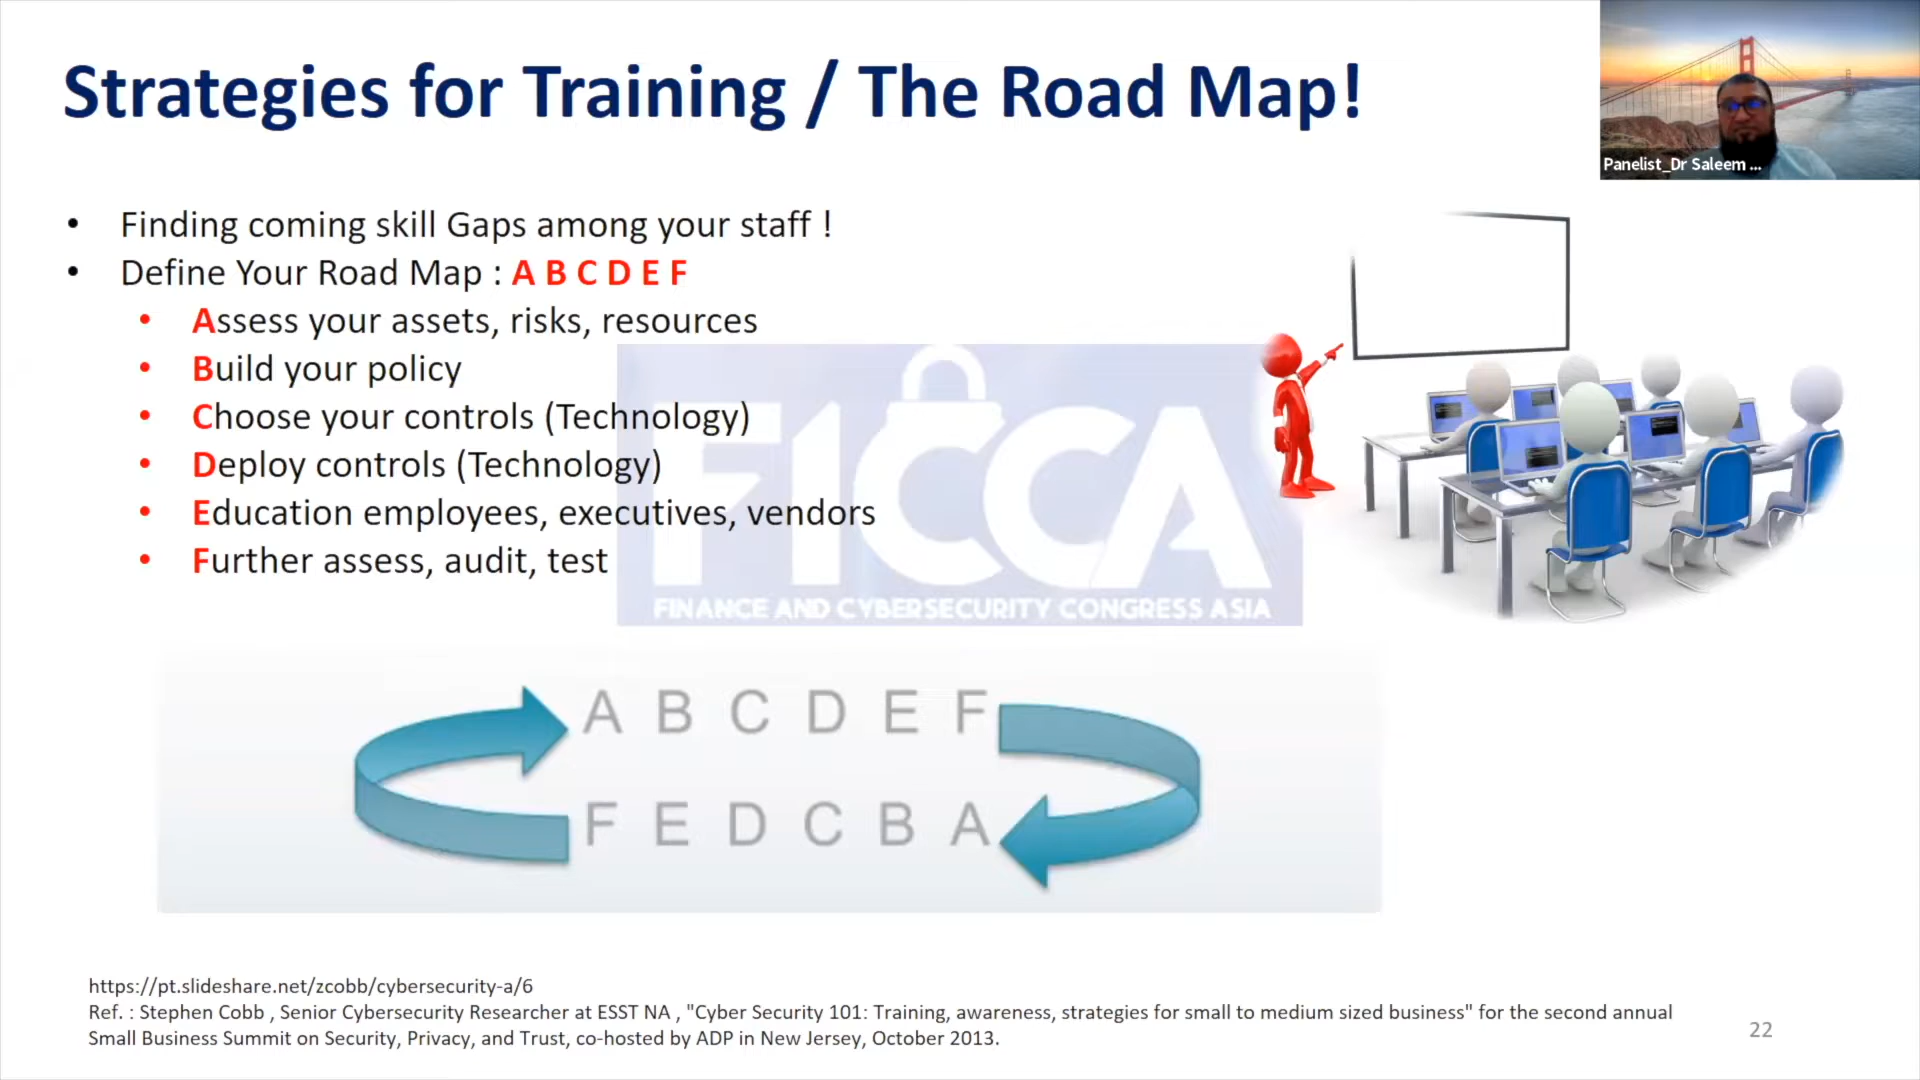 Strategies for Training / The Road Map!
Panelist_Dr Saleem ...
• Finding coming skill Gaps among your staff !
• Define Your Road Map : A B C D E F
• Assess your assets, risks, resources
• Build your policy
• Choose your controls (Technology)
• Deploy controls (Technology)
• Education employees, executives, vendors
• Further assess, audit, test
F1CCA
FINANCE AND CYBERSECURITY CONGRESS ASIA
A B C D E F
F E D C B A
https://pt.slideshare.net/zcobb/cybersecurity-a/6
Ref. : Stephen Cobb , Senior Cybersecurity Researcher at ESST NA , "Cyber Security 101: Training, awareness, strategies for small to medium sized business" for the second annual
Small Business Summit on Security, Privacy, and Trust, co-hosted by ADP in New Jersey, October 2013.
22